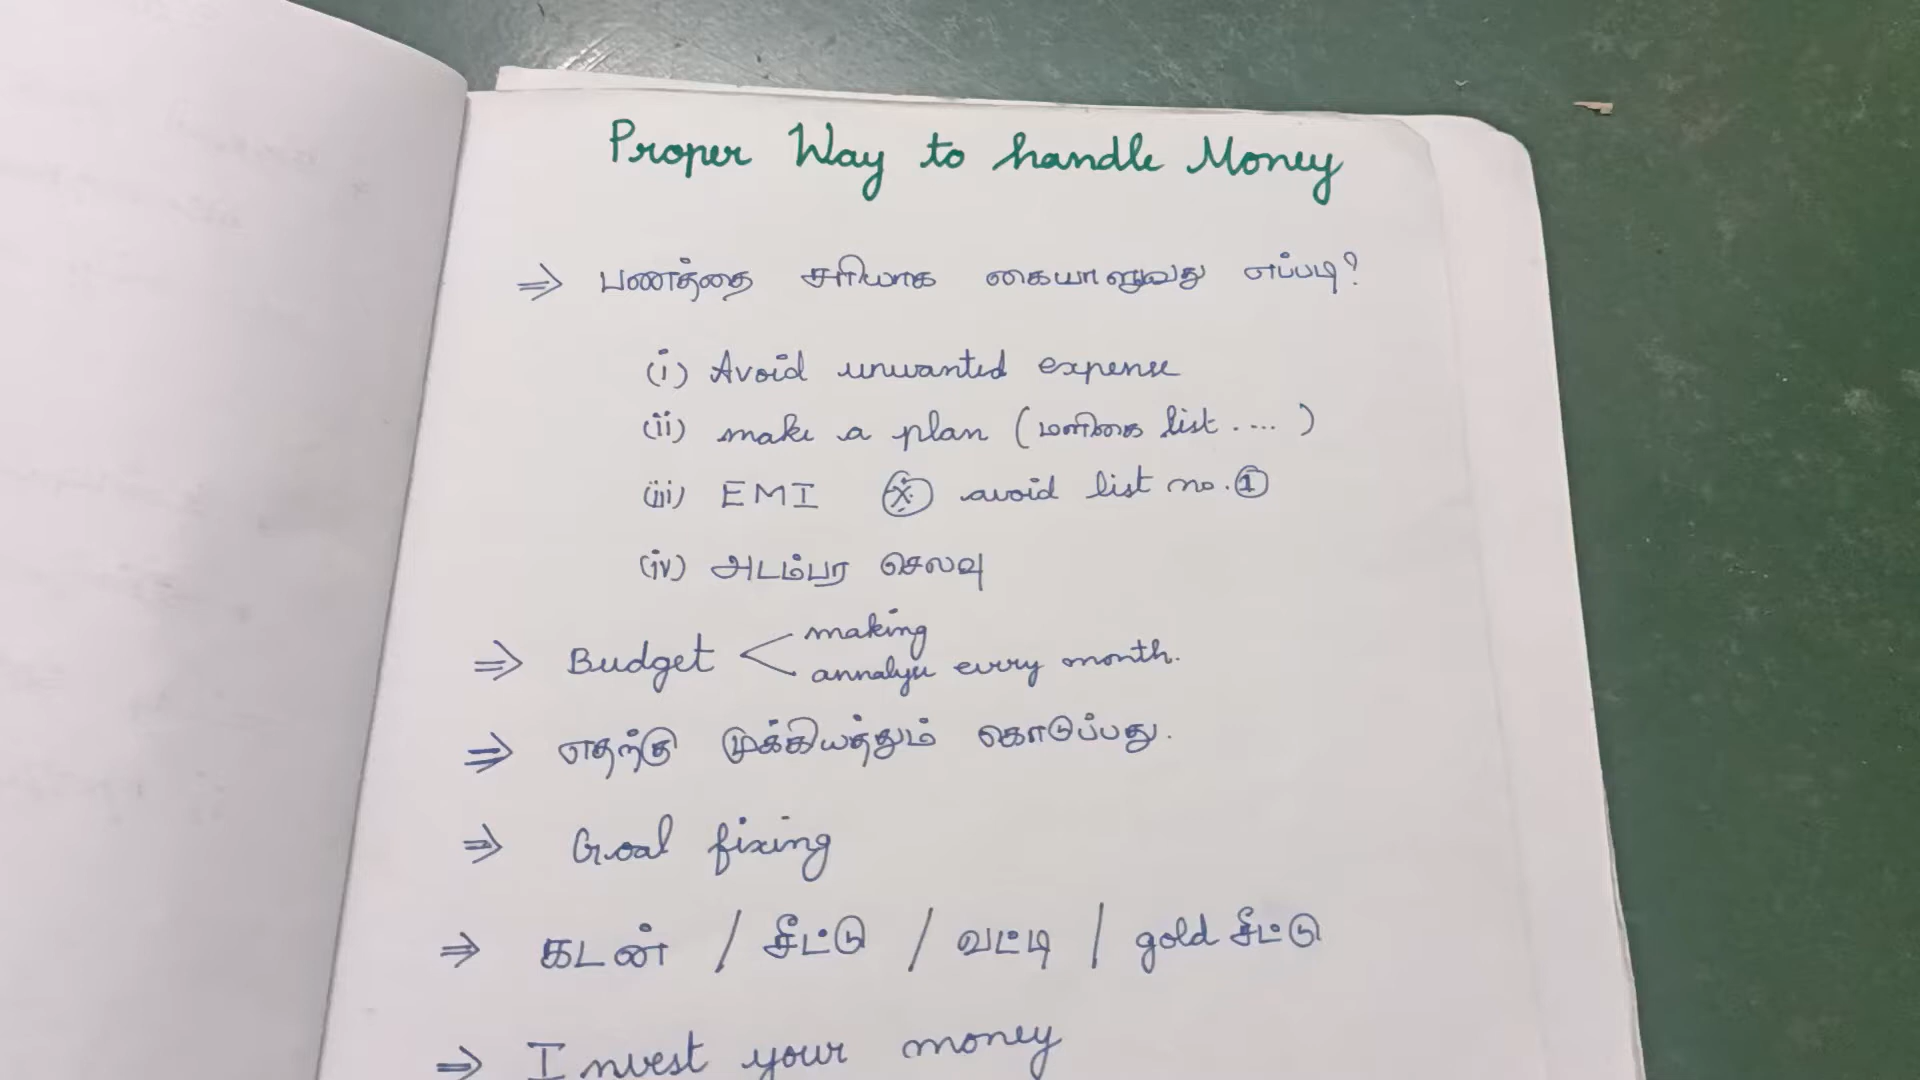 Proper Way to handle Money
⇒ பணத்தை சரியாக கையாளுவது எப்படி?
(i) Avoid unwanted expense
(ii) make a plan (மளிகை list ....)
(iii) EMI ⓧ avoid list no. ①
(iv) அடம்பர செலவு
⇒ Budget < making
annalyse every month.
⇒ எதற்கு முக்கியத்தும் கொடுப்பது.
⇒ Goal fixing
⇒ கடன் / சீட்டு / வட்டி / gold சீட்டு
⇒ Invest your money